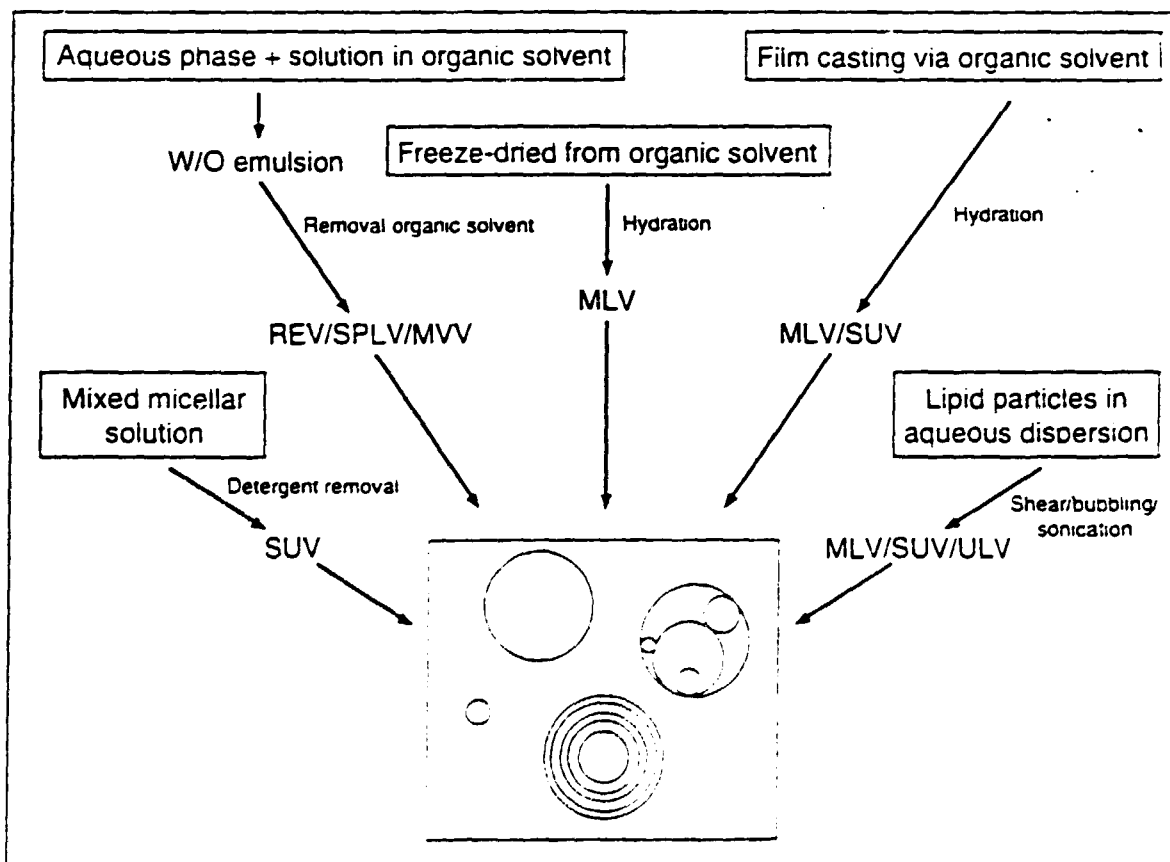 Aqueous phase + solution in organic solvent
Film casting via organic solvent
W/O emulsion
Freeze-dried from organic solvent
Removal organic solvent
Hydration
Hydration
MLV
REV/SPLV/MVV
MLV/SUV
Mixed micellar
solution
Lipid particles in
aqueous dispersion
Detergent removal
Shear/bubbling/
sonication
SUV
MLV/SUV/ULV